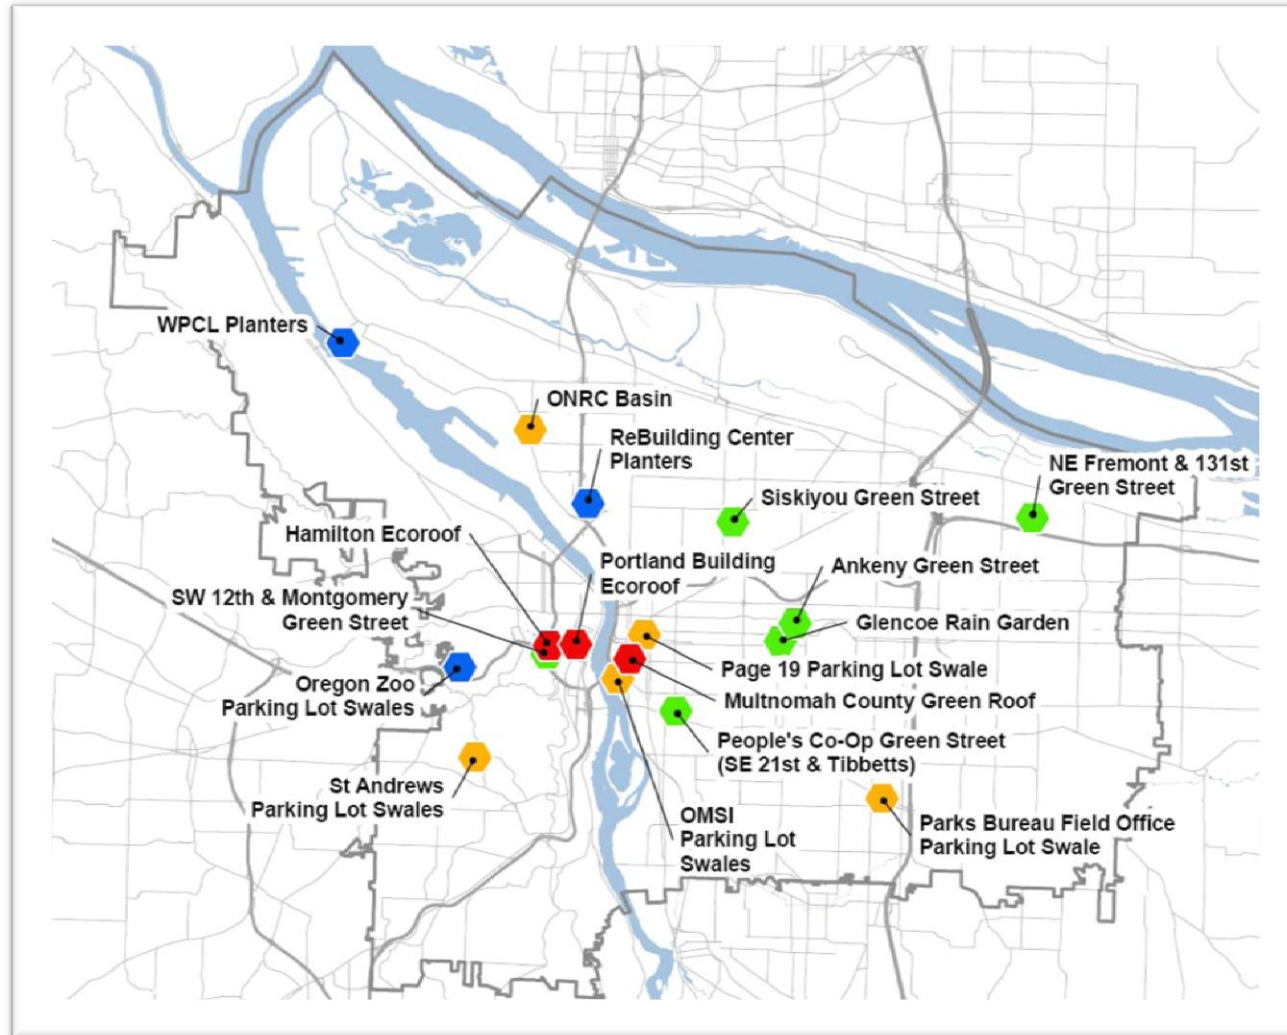 WPCL Planters
ONRC Basin
ReBuilding Center
Planters
NE Fremont & 131st
Green Street
Siskiyou Green Street
Hamilton Ecoroof
Portland Building
Ecoroof
Ankeny Green Street
SW 12th & Montgomery
Green Street
Glencoe Rain Garden
Page 19 Parking Lot Swale
Oregon Zoo
Parking Lot Swales
Multnomah County Green Roof
People's Co-Op Green Street
(SE 21st & Tibbetts)
St Andrews
Parking Lot Swales
OMSI
Parking Lot
Swales
Parks Bureau Field Office
Parking Lot Swale